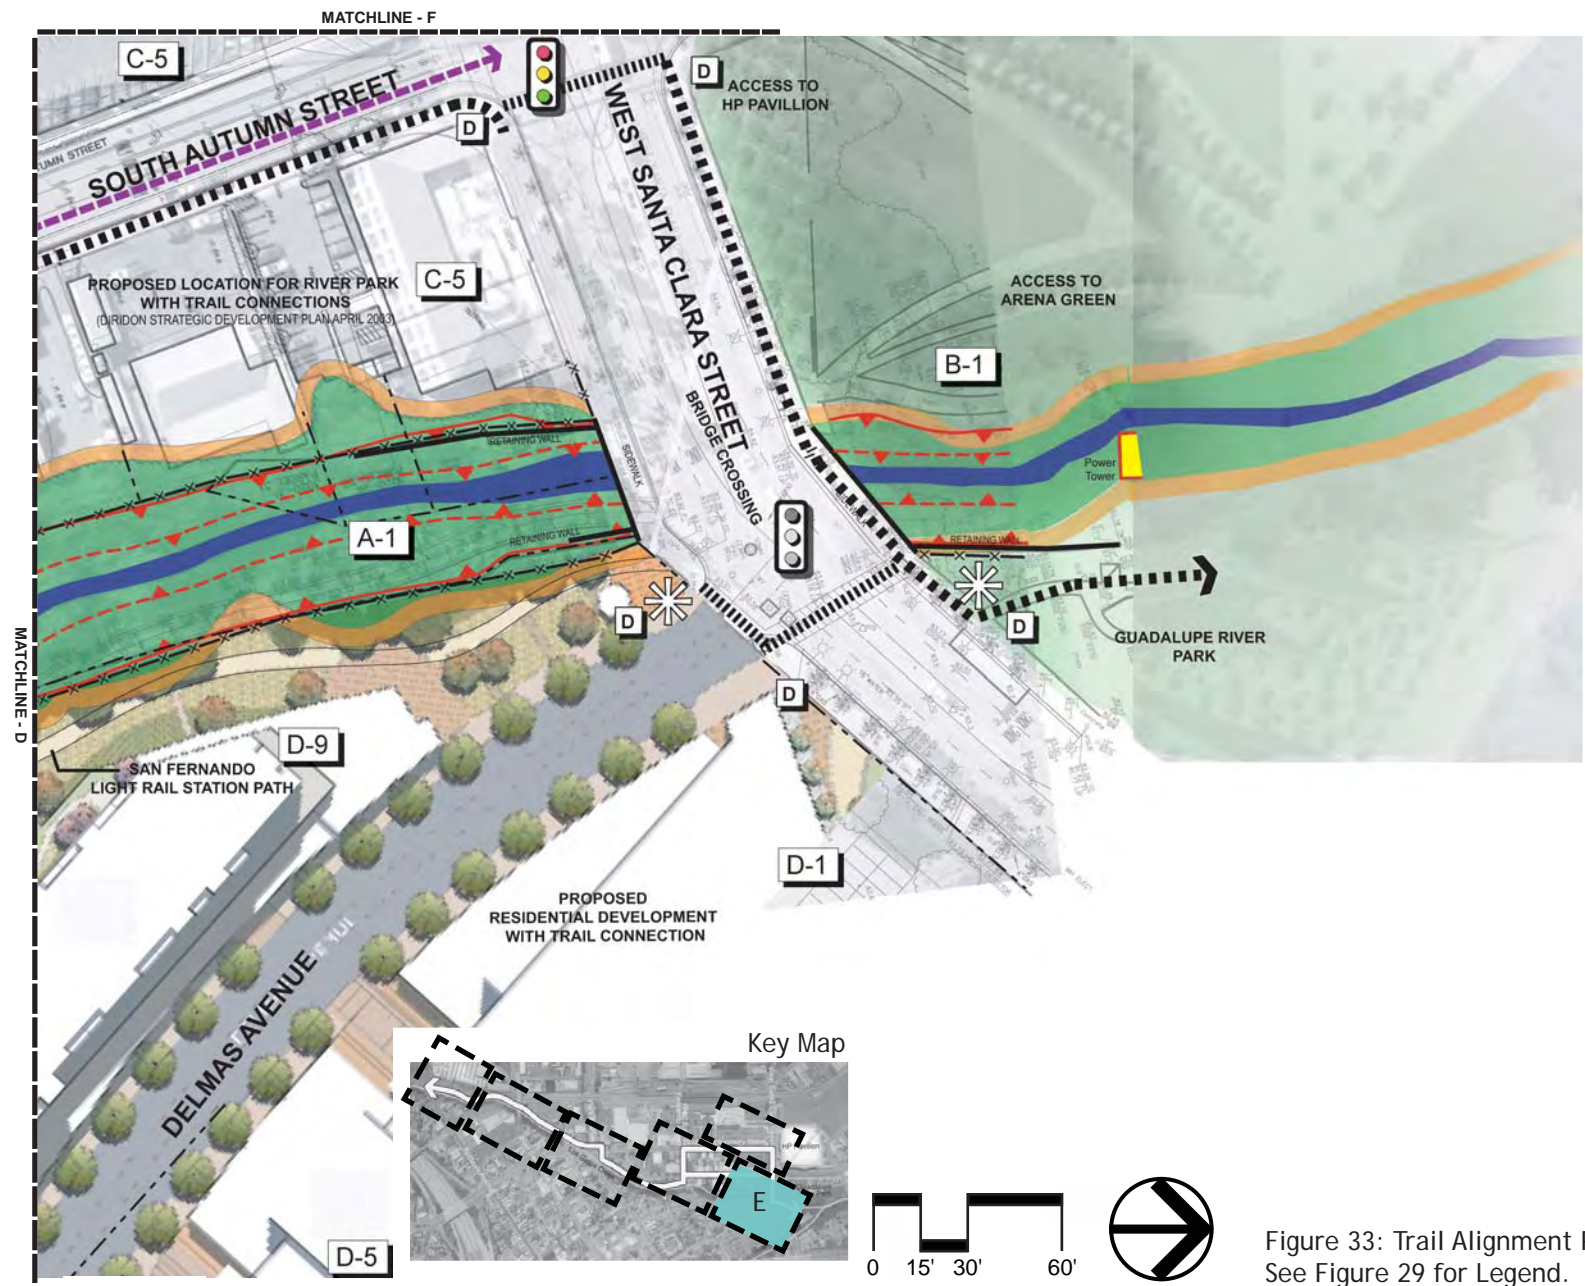 MATCHLINE - F
C-5
D
ACCESS TO
HP PAVILLION
SOUTH AUTUMN STREET
UMN STREET
D
WEST SANTA CLARA STREET
BRIDGE CROSSING
C-5
PROPOSED LOCATION FOR RIVER PARK
WITH TRAIL CONNECTIONS
(DIRIDON STRATEGIC DEVELOPMENT PLAN APRIL 2003)
ACCESS TO
ARENA GREEN
B-1
RETAINING WALL
SIDEWALK
Power
Tower
A-1
RETAINING WALL
RETAINING WALL
D
D
GUADALUPE RIVER
PARK
MATCHLINE - D
D
D-9
SAN FERNANDO
LIGHT RAIL STATION PATH
D-1
PROPOSED
RESIDENTIAL DEVELOPMENT
WITH TRAIL CONNECTION
DELMAS AVENUE
D-5
Key Map
E
0 15' 30' 60'
Figure 33: Trail Alignment
See Figure 29 for Legend.